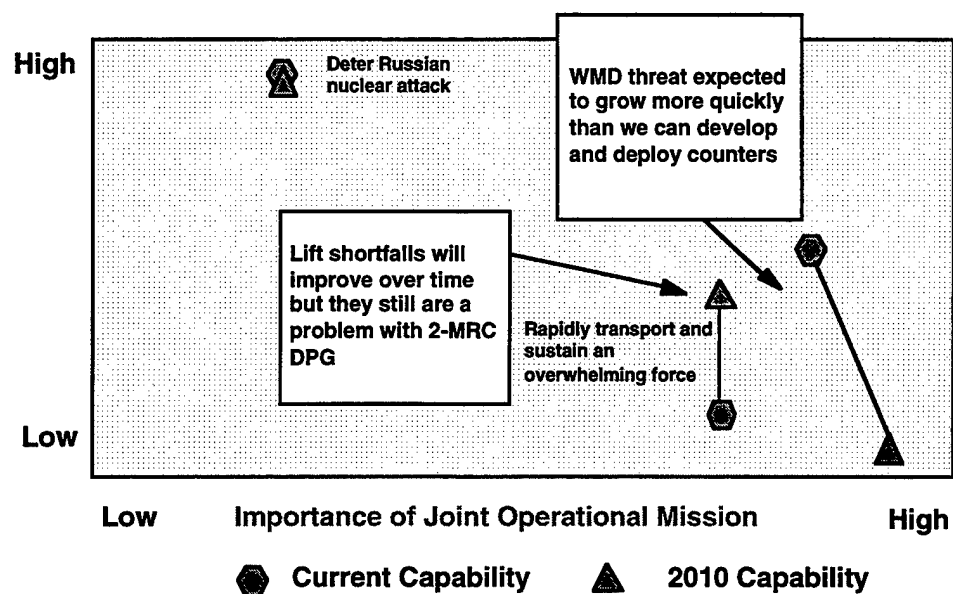 High
Deter Russian
nuclear attack
WMD threat expected
to grow more quickly
than we can develop
and deploy counters
Lift shortfalls will
improve over time
but they still are a
problem with 2-MRC
DPG
Rapidly transport and
sustain an
overwhelming force
Low
Low Importance of Joint Operational Mission High
Current Capability 2010 Capability